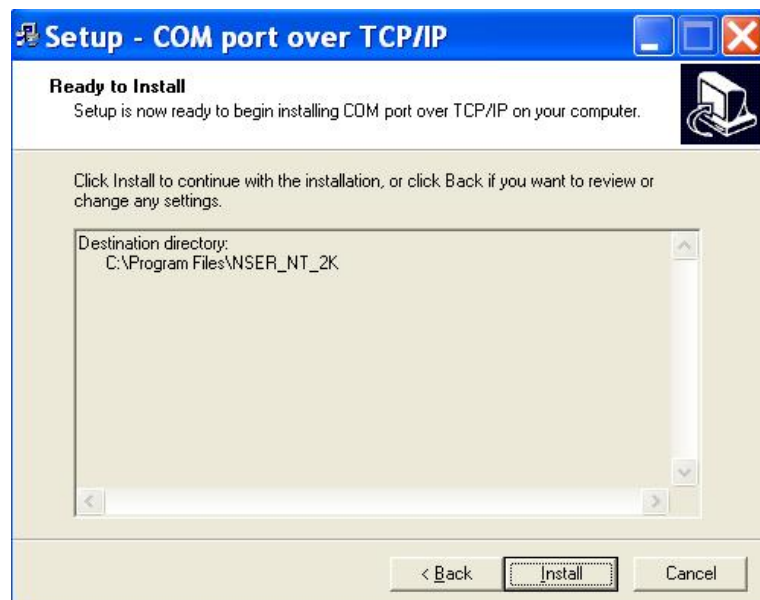 Setup - COM port over TCP/IP
Ready to Install
Setup is now ready to begin installing COM port over TCP/IP on your computer.
Click Install to continue with the installation, or click Back if you want to review or
change any settings.
Destination directory:
C:\Program Files\NSER_NT_2K
< Back
Install
Cancel